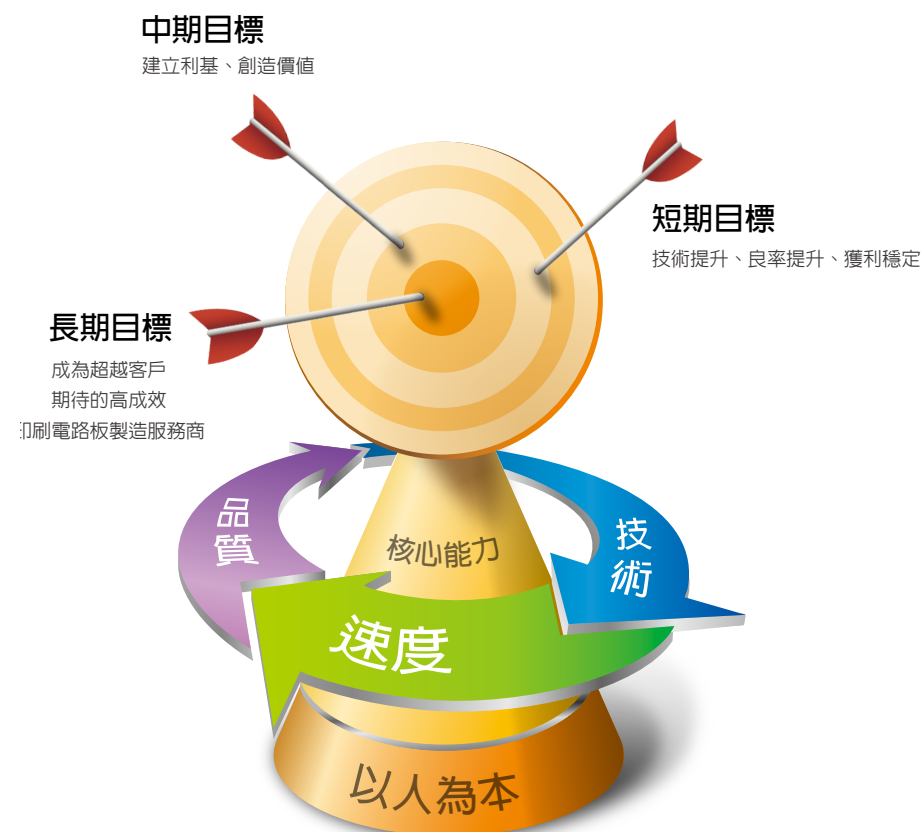 中期目標
建立利基、創造價值
短期目標
技術提升、良率提升、獲利穩定
長期目標
成為超越客戶
期待的高成效
印刷電路板製造服務商
品質
核心能力
技術
速度
以人為本